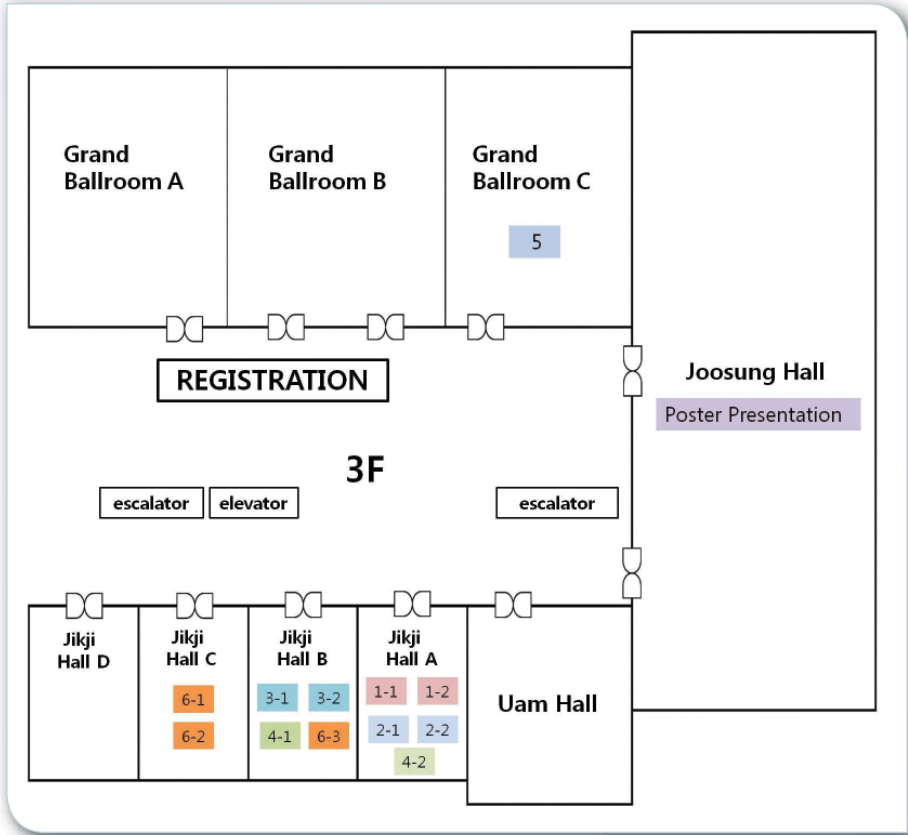 Grand
Ballroom A
Grand
Ballroom B
Grand
Ballroom C
5
REGISTRATION
Joosung Hall
Poster Presentation
3F
escalator
elevator
escalator
Jikji
Hall D
Jikji
Hall C
6-1
6-2
Jikji
Hall B
3-1 3-2
4-1 6-3
Jikji
Hall A
1-1 1-2
2-1 2-2
4-2
Uam Hall